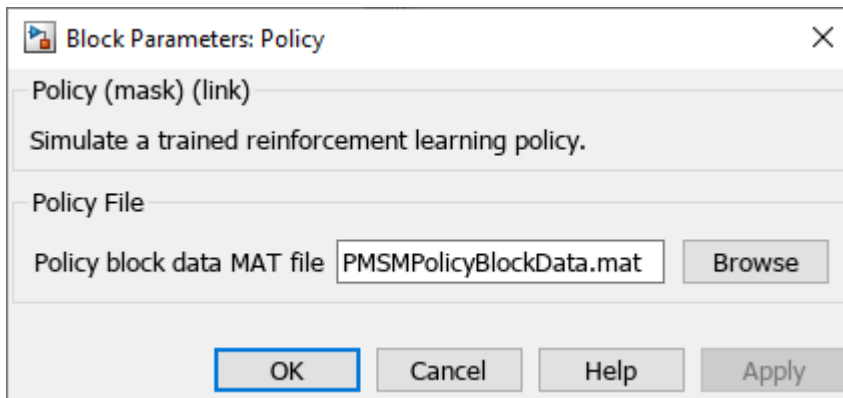 Block Parameters: Policy
Policy (mask) (link)
Simulate a trained reinforcement learning policy.
Policy File
Policy block data MAT file PMSMPolicyBlockData.mat Browse
OK Cancel Help Apply